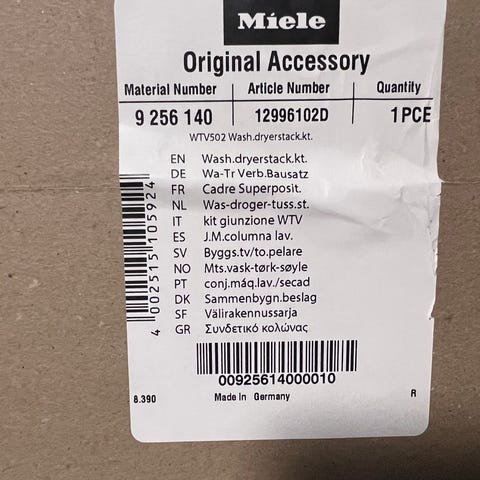 Miele
Original Accessory
Material Number Article Number Quantity
9 256 140 12996102D 1 PCE
WTV502 Wash.dryerstack.kt.
EN Wash.dryerstack.kt.
DE Wa-Tr Verb.Bausatz
FR Cadre Superposit.
NL Was-droger-tuss.st.
IT kit giunzione WTV
ES J.M.columna lav.
SV Byggs.tv/to.pelare
NO Mts.vask-tørk-søyle
PT conj.máq.lav./secad
DK Sammenbygn.beslag
SF Välirakennussarja
GR Συνδετικό κολώνας
4 002515 105924
00925614000010
8.390 Made in Germany R